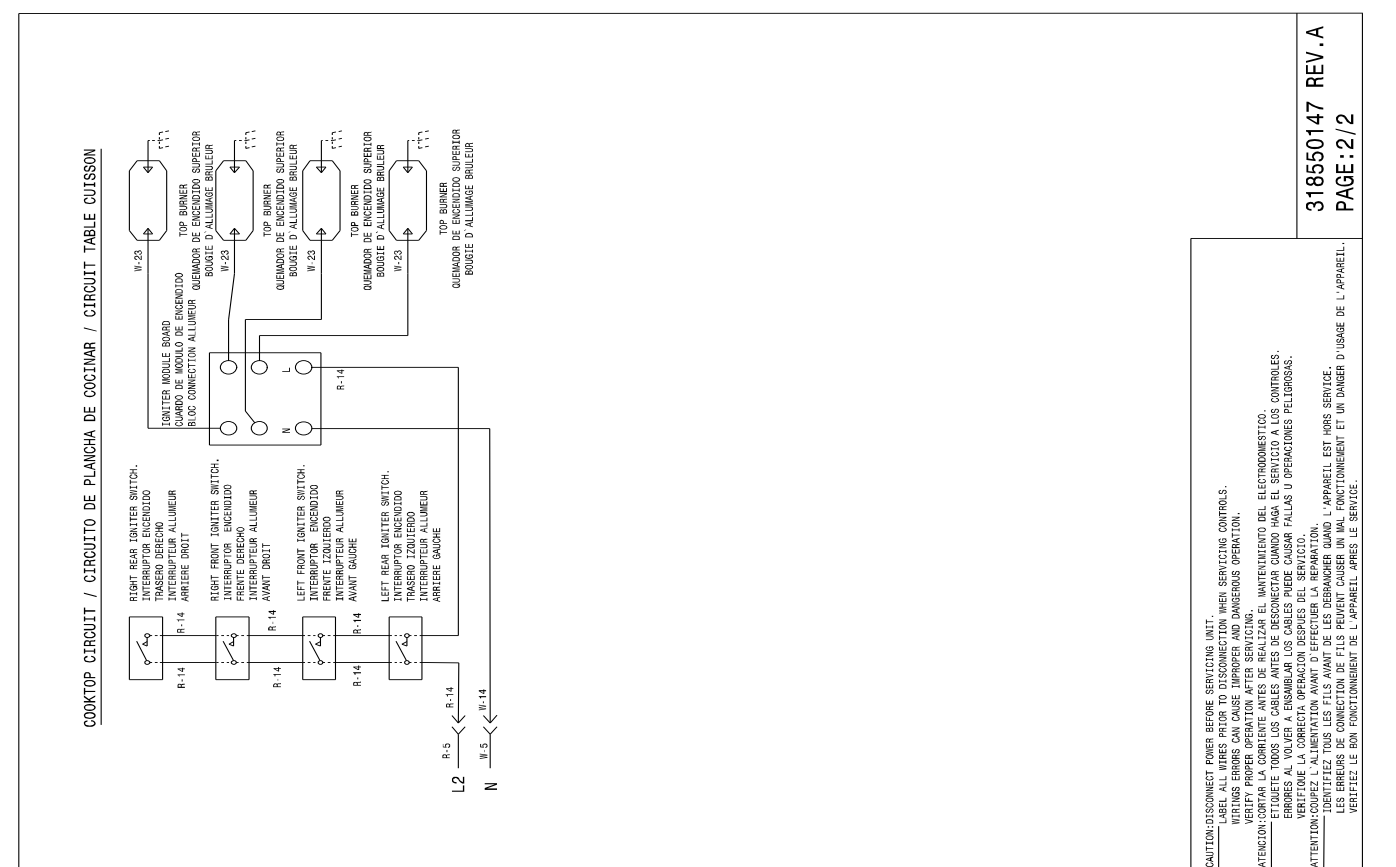 COOKTOP CIRCUIT / CIRCUITO DE PLANCHA DE COCINAR / CIRCUIT TABLE CUISSON
RIGHT REAR IGNITER SWITCH.
INTERRUPTOR ENCENDIDO
TRASERO DERECHO
INTERRUPTEUR ALLUMEUR
ARRIERE DROIT
R-14
R-14
RIGHT FRONT IGNITER SWITCH.
INTERRUPTOR ENCENDIDO
FRENTE DERECHO
INTERRUPTEUR ALLUMEUR
AVANT DROIT
R-14
R-14
LEFT FRONT IGNITER SWITCH.
INTERRUPTOR ENCENDIDO
FRENTE IZQUIERDO
INTERRUPTEUR ALLUMEUR
AVANT GAUCHE
R-14
R-14
LEFT REAR IGNITER SWITCH.
INTERRUPTOR ENCENDIDO
TRASERO IZQUIERDO
INTERRUPTEUR ALLUMEUR
ARRIERE GAUCHE
L2
R-5
R-14
N
W-5
W-14
IGNITER MODULE BOARD
CUARDO DE MODULO DE ENCENDIDO
BLOC CONNECTION ALLUMEUR
N
L
R-14
W-23
TOP BURNER
QUEMADOR DE ENCENDIDO SUPERIOR
BOUGIE D'ALLUMAGE BRULEUR
W-23
TOP BURNER
QUEMADOR DE ENCENDIDO SUPERIOR
BOUGIE D'ALLUMAGE BRULEUR
W-23
TOP BURNER
QUEMADOR DE ENCENDIDO SUPERIOR
BOUGIE D'ALLUMAGE BRULEUR
W-23
TOP BURNER
QUEMADOR DE ENCENDIDO SUPERIOR
BOUGIE D'ALLUMAGE BRULEUR
CAUTION:DISCONNECT POWER BEFORE SERVICING UNIT.
LABEL ALL WIRES PRIOR TO DISCONNECTION WHEN SERVICING CONTROLS.
WIRINGS ERRORS CAN CAUSE IMPROPER AND DANGEROUS OPERATION.
VERIFY PROPER OPERATION AFTER SERVICING.
ATENCION:CORTAR LA CORRIENTE ANTES DE REALIZAR EL MANTENIMIENTO DEL ELECTRODOMESTICO.
ETIQUETE TODOS LOS CABLES ANTES DE DESCONECTAR CUANDO HAGA EL SERVICIO A LOS CONTROLES.
ERRORES AL VOLVER A ENSAMBLAR LOS CABLES PUEDE CAUSAR FALLAS U OPERACIONES PELIGROSAS.
VERIFIQUE LA CORRECTA OPERACION DESPUES DEL SERVICIO.
ATTENTION:COUPEZ L'ALIMENTATION AVANT D'EFFECTUER LA REPARATION.
IDENTIFIEZ TOUS LES FILS AVANT DE LES DEBRANCHER QUAND L'APPAREIL EST HORS SERVICE.
LES ERREURS DE CONNECTION DE FILS PEUVENT CAUSER UN MAL FONCTIONNEMENT ET UN DANGER D'USAGE DE L'APPAREIL.
VERIFIEZ LE BON FONCTIONNEMENT DE L'APPAREIL APRES LE SERVICE.
318550147 REV.A
PAGE:2/2